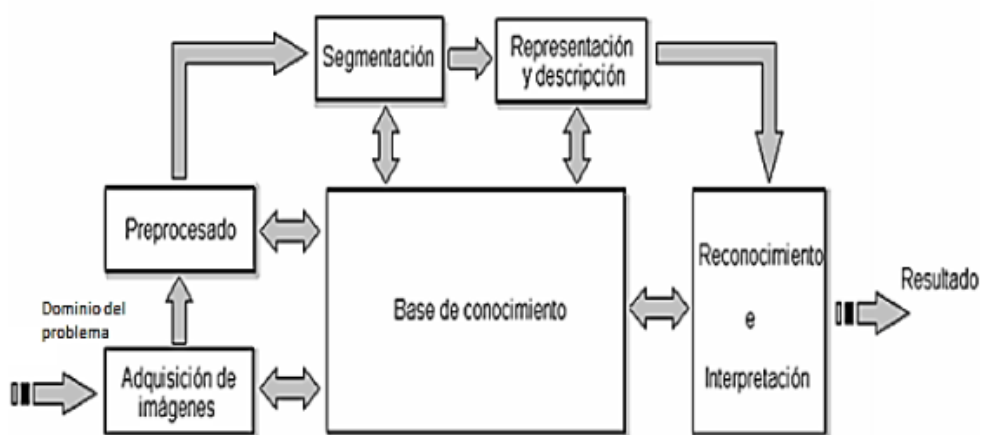 Segmentación
Representación
y descripción
Preprocesado
Dominio del
problema
Adquisición de
imágenes
Base de conocimiento
Reconocimiento
e
Interpretación
Resultado